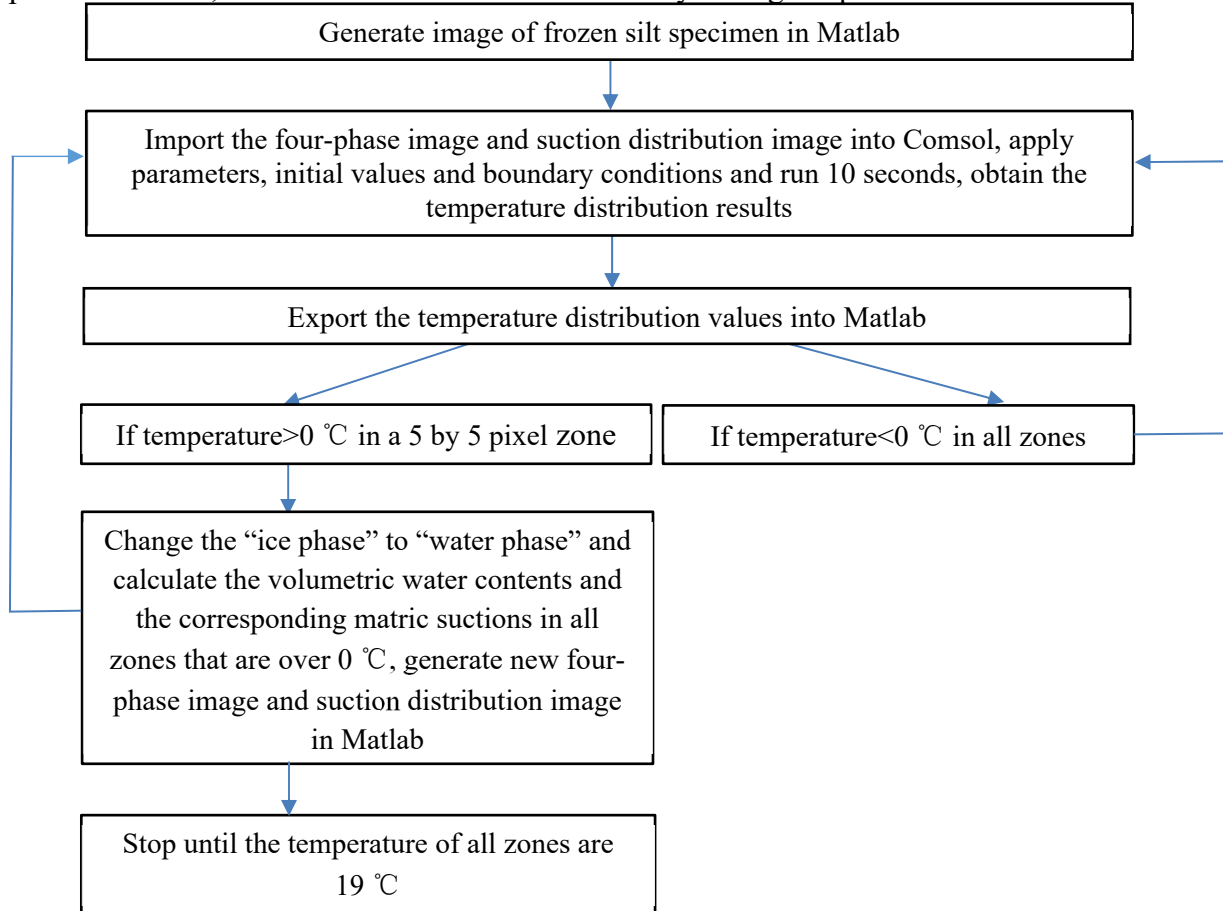 Generate image of frozen silt specimen in Matlab
Import the four-phase image and suction distribution image into Comsol, apply
parameters, initial values and boundary conditions and run 10 seconds, obtain the
temperature distribution results
Export the temperature distribution values into Matlab
If temperature>0 ℃ in a 5 by 5 pixel zone
If temperature<0 ℃ in all zones
Change the “ice phase” to “water phase” and
calculate the volumetric water contents and
the corresponding matric suctions in all
zones that are over 0 ℃, generate new four-
phase image and suction distribution image
in Matlab
Stop until the temperature of all zones are
19 ℃